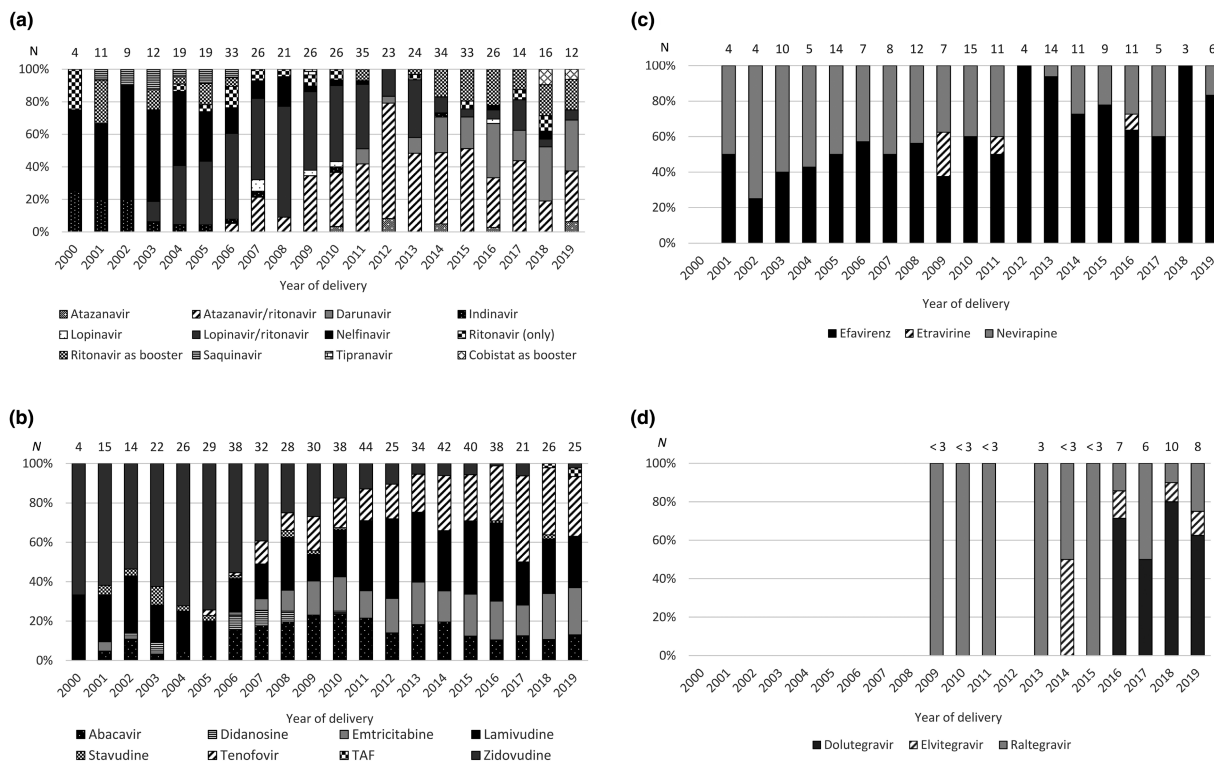 (a)
N 4 11 9 12 19 19 33 26 21 26 26 35 23 24 34 33 26 14 16 12
100%
80%
60%
40%
20%
0%
2000 2001 2002 2003 2004 2005 2006 2007 2008 2009 2010 2011 2012 2013 2014 2015 2016 2017 2018 2019
Year of delivery
Atazanavir Atazanavir/ritonavir Darunavir Indinavir
Lopinavir Lopinavir/ritonavir Nelfinavir Ritonavir (only)
Ritonavir as booster Saquinavir Tipranavir Cobistat as booster
(c)
N 4 4 10 5 14 7 8 12 7 15 11 4 14 11 9 11 5 3 6
100%
80%
60%
40%
20%
0%
2000 2001 2002 2003 2004 2005 2006 2007 2008 2009 2010 2011 2012 2013 2014 2015 2016 2017 2018 2019
Year of delivery
Efavirenz Etravirine Nevirapine
(b)
N 4 15 14 22 26 29 38 32 28 30 38 44 25 34 42 40 38 21 26 25
100%
80%
60%
40%
20%
0%
2000 2001 2002 2003 2004 2005 2006 2007 2008 2009 2010 2011 2012 2013 2014 2015 2016 2017 2018 2019
Year of delivery
Abacavir Didanosine Emtricitabine Lamivudine
Stavudine Tenofovir TAF Zidovudine
(d)
N <3 <3 <3 3 <3 <3 7 6 10 8
100%
80%
60%
40%
20%
0%
2000 2001 2002 2003 2004 2005 2006 2007 2008 2009 2010 2011 2012 2013 2014 2015 2016 2017 2018 2019
Year of delivery
Dolutegravir Elvitegravir Raltegravir